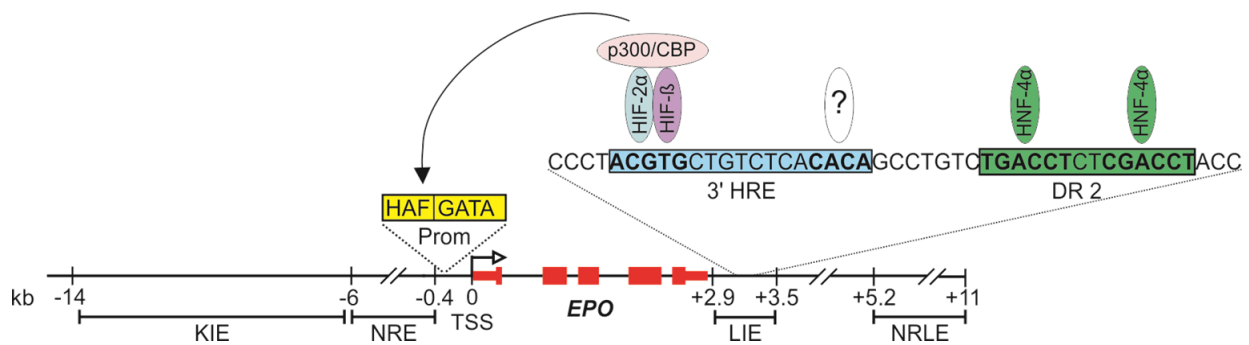 p300/CBP
HIF-2α
HIF-ß
?
HNF-4α
HNF-4α
CCCTACGTGCTGTCTCACACAGCCTGTCTGACCTCTCGACCTACC
3' HRE
DR 2
HAF GATA
Prom
kb
-14
-6
-0.4
0
+2.9
+3.5
+5.2
+11
TSS
EPO
KIE
NRE
LIE
NRLE